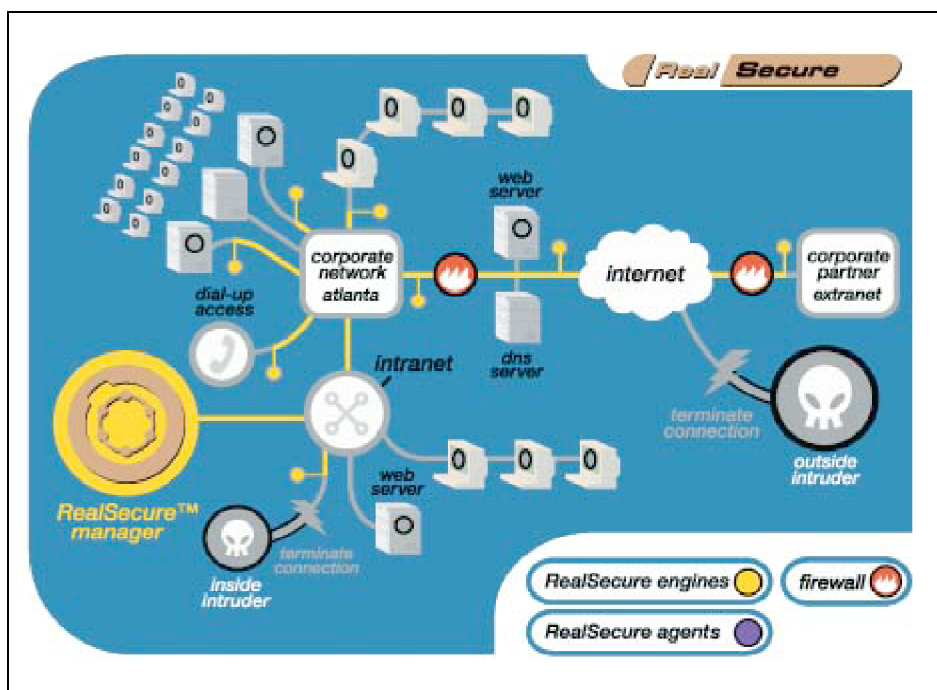 Real Secure
web
server
corporate
network
atlanta
internet
corporate
partner
extranet
dial-up
access
dns
server
intranet
terminate
connection
outside
intruder
RealSecure™
manager
web
server
inside
intruder
terminate
connection
RealSecure engines
firewall
RealSecure agents